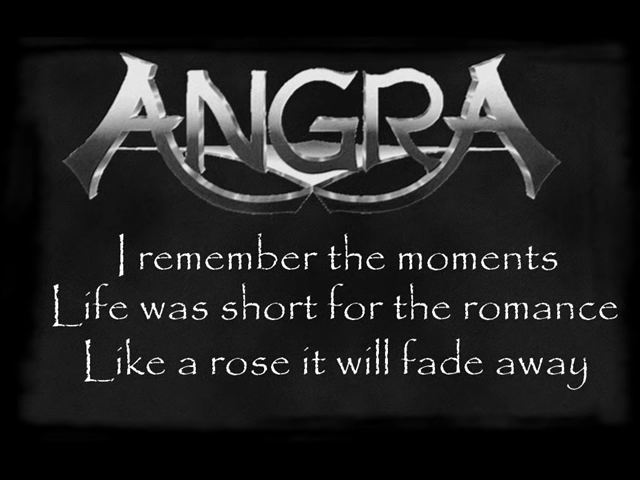 ANGRA
I remember the moments
Life was short for the romance
Like a rose it will fade away